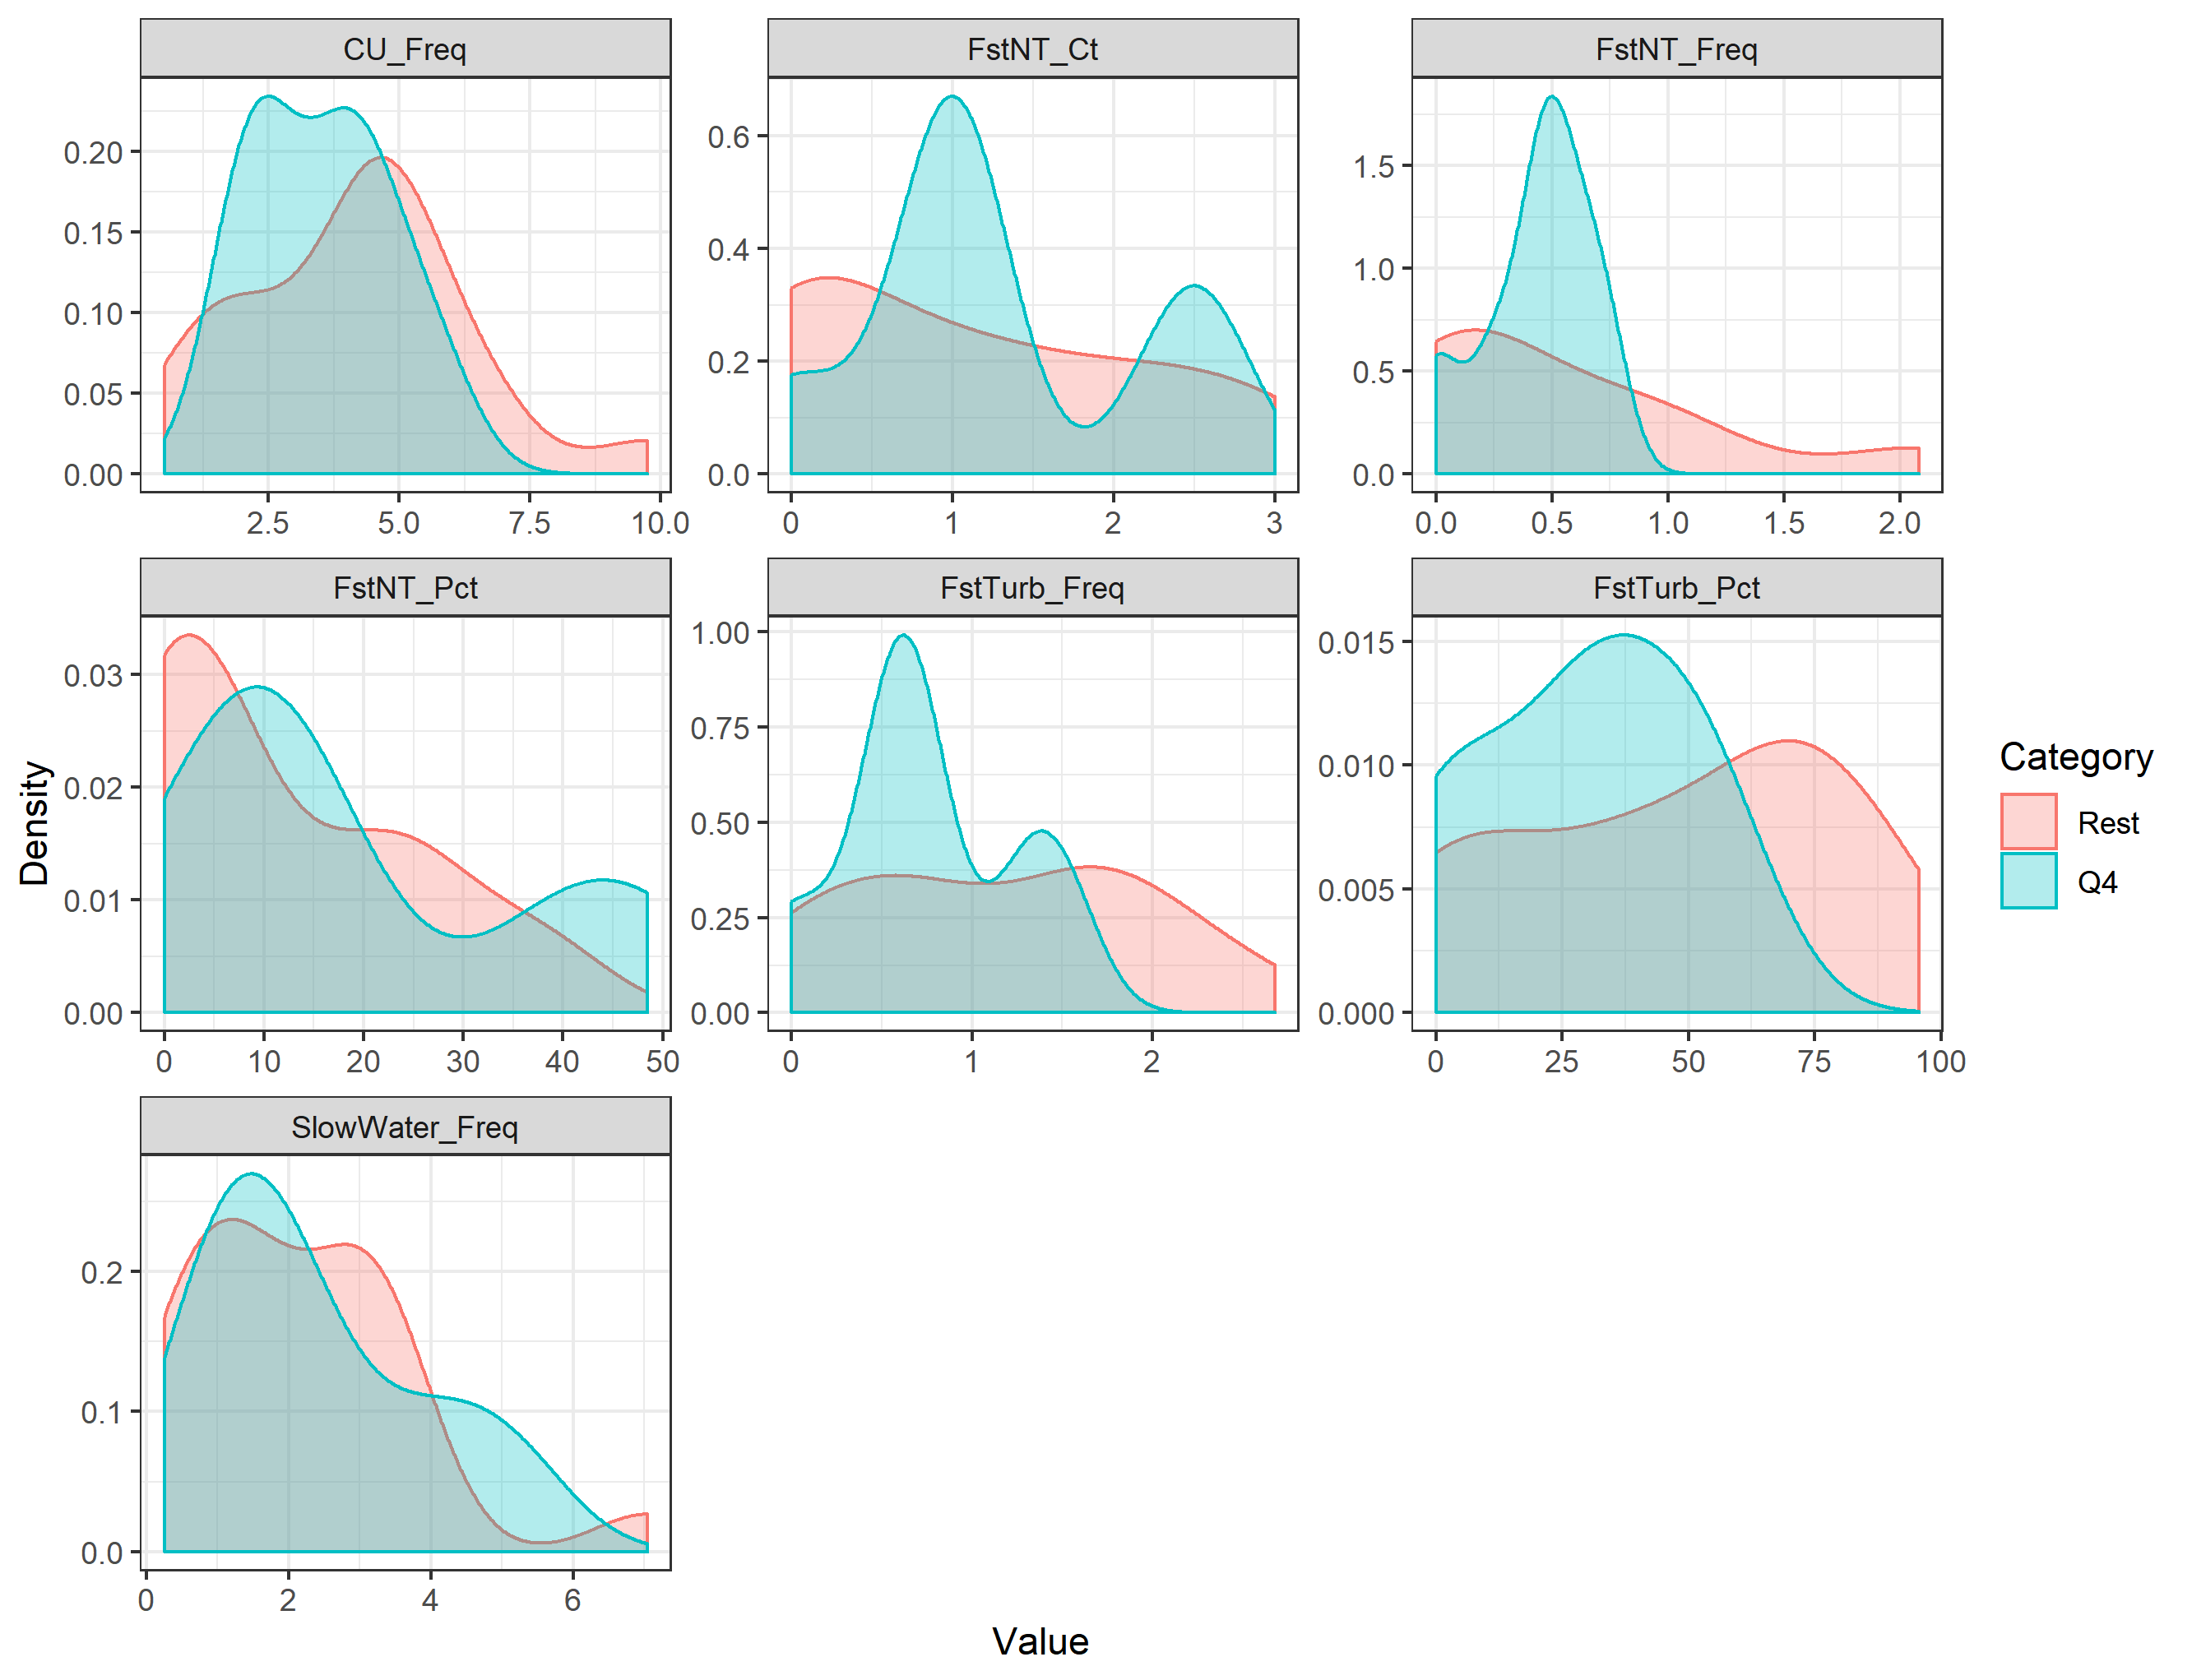 CU_Freq
FstNT_Ct
FstNT_Freq
0.20
0.15
0.10
0.05
0.00
2.5 5.0 7.5 10.0
0.6
0.4
0.2
0.0
0 1 2 3
1.5
1.0
0.5
0.0
0.0 0.5 1.0 1.5 2.0
FstNT_Pct
FstTurb_Freq
FstTurb_Pct
0.03
0.02
0.01
0.00
0 10 20 30 40 50
1.00
0.75
0.50
0.25
0.00
0 1 2
0.015
0.010
0.005
0.000
0 25 50 75 100
SlowWater_Freq
0.2
0.1
0.0
0 2 4 6
Density
Value
Category
Rest
Q4